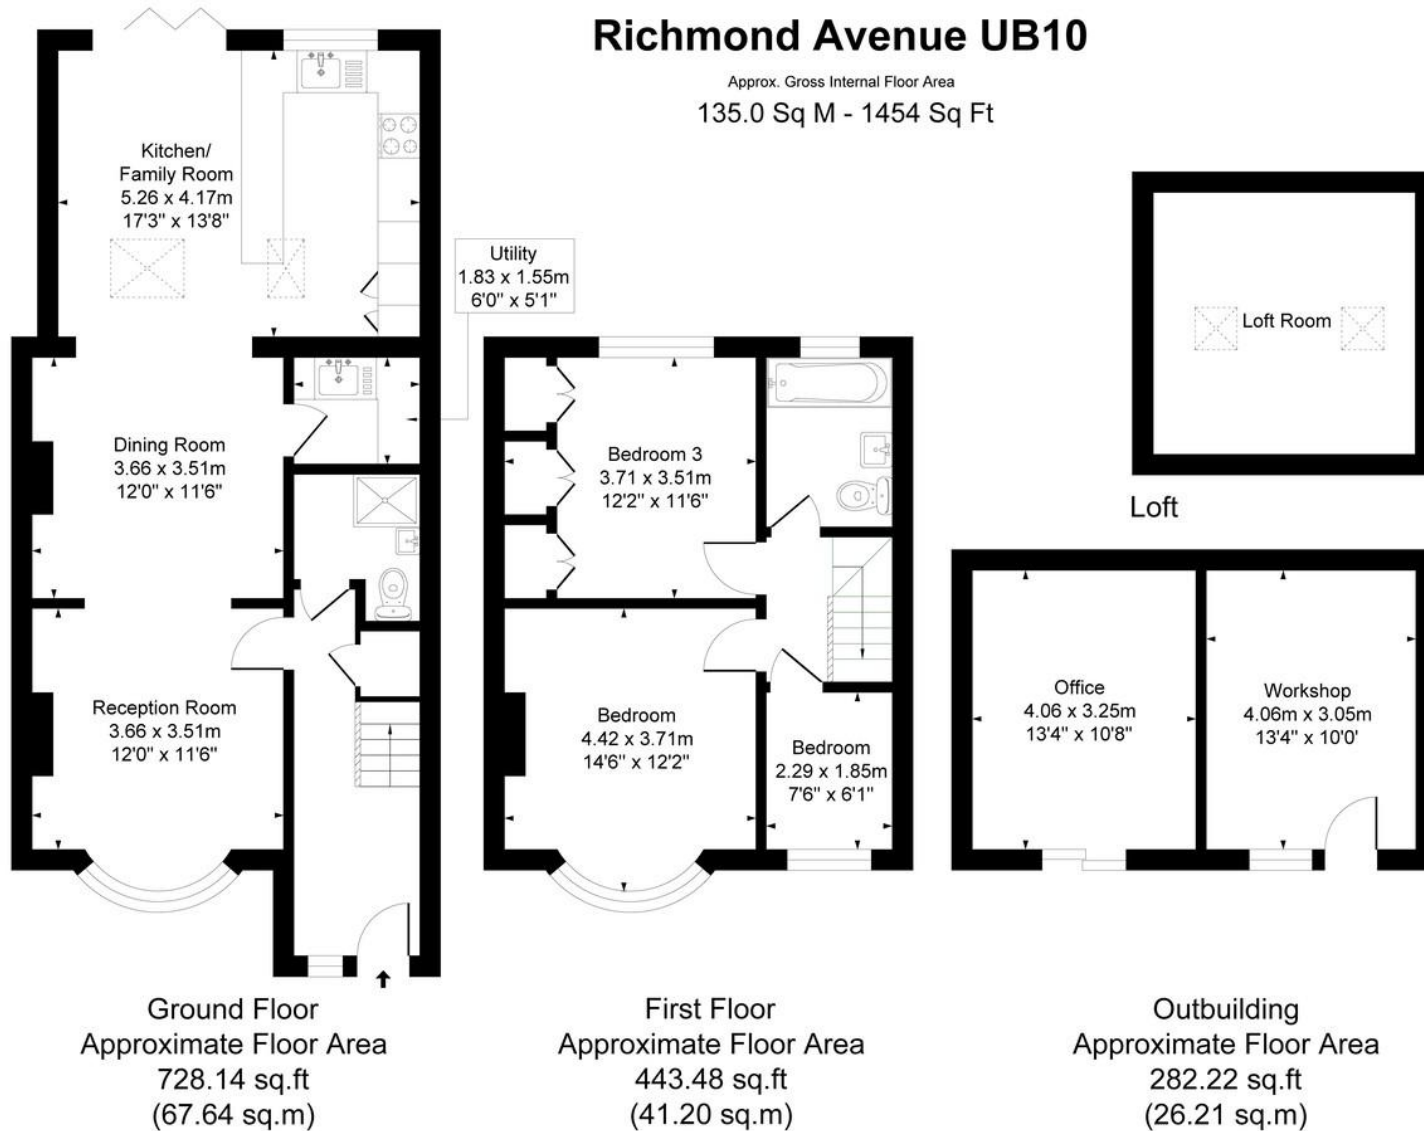 Richmond Avenue UB10
Approx. Gross Internal Floor Area
135.0 Sq M - 1454 Sq Ft
Kitchen/
Family Room
5.26 x 4.17m
17'3" x 13'8"
Utility
1.83 x 1.55m
6'0" x 5'1"
Dining Room
3.66 x 3.51m
12'0" x 11'6"
Reception Room
3.66 x 3.51m
12'0" x 11'6"
Ground Floor
Approximate Floor Area
728.14 sq.ft
(67.64 sq.m)
Bedroom 3
3.71 x 3.51m
12'2" x 11'6"
Bedroom
4.42 x 3.71m
14'6" x 12'2"
Bedroom
2.29 x 1.85m
7'6" x 6'1"
First Floor
Approximate Floor Area
443.48 sq.ft
(41.20 sq.m)
Loft Room
Loft
Office
4.06 x 3.25m
13'4" x 10'8"
Workshop
4.06m x 3.05m
13'4" x 10'0'
Outbuilding
Approximate Floor Area
282.22 sq.ft
(26.21 sq.m)